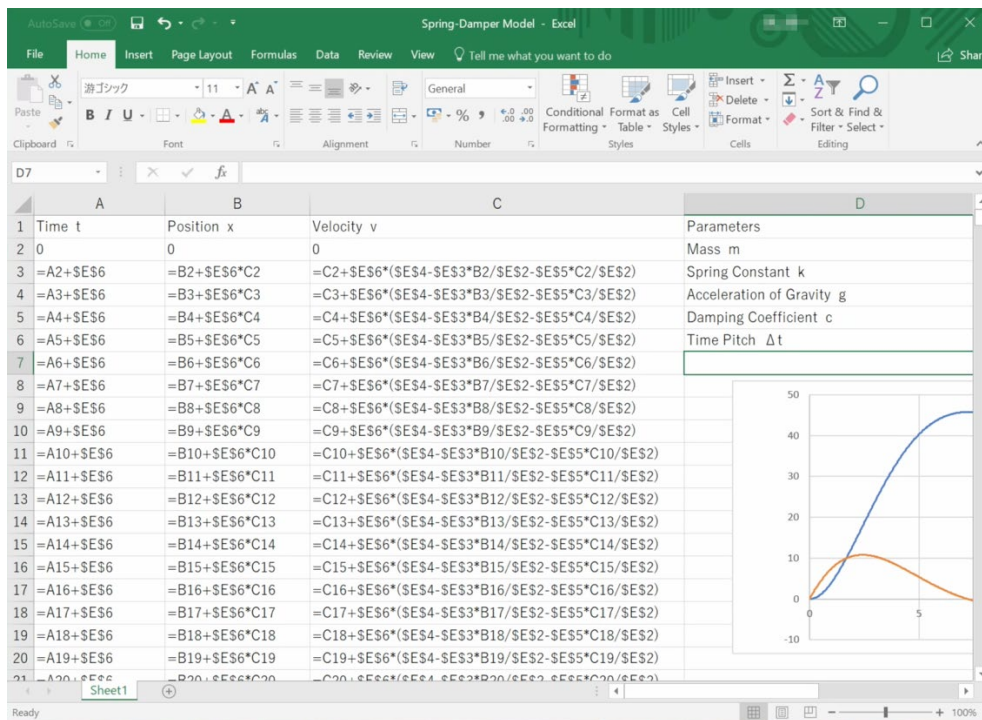 AutoSave Off
Spring-Damper Model - Excel
File Home Insert Page Layout Formulas Data Review View Tell me what you want to do Shar
Paste
游ゴシック 11 A A General
B I U A % 9 .00 .00 .0
Conditional Formatting Format as Table Cell Styles
Insert
Delete
Format
Sort & Filter Find & Select
Clipboard Font Alignment Number Styles Cells Editing
D7 fx
A B C D
1 Time t Position x Velocity v Parameters
2 0 0 0 Mass m
3 =A2+$E$6 =B2+$E$6*C2 =C2+$E$6*($E$4-$E$3*B2/$E$2-$E$5*C2/$E$2) Spring Constant k
4 =A3+$E$6 =B3+$E$6*C3 =C3+$E$6*($E$4-$E$3*B3/$E$2-$E$5*C3/$E$2) Acceleration of Gravity g
5 =A4+$E$6 =B4+$E$6*C4 =C4+$E$6*($E$4-$E$3*B4/$E$2-$E$5*C4/$E$2) Damping Coefficient c
6 =A5+$E$6 =B5+$E$6*C5 =C5+$E$6*($E$4-$E$3*B5/$E$2-$E$5*C5/$E$2) Time Pitch Δt
7 =A6+$E$6 =B6+$E$6*C6 =C6+$E$6*($E$4-$E$3*B6/$E$2-$E$5*C6/$E$2)
8 =A7+$E$6 =B7+$E$6*C7 =C7+$E$6*($E$4-$E$3*B7/$E$2-$E$5*C7/$E$2)
9 =A8+$E$6 =B8+$E$6*C8 =C8+$E$6*($E$4-$E$3*B8/$E$2-$E$5*C8/$E$2)
10 =A9+$E$6 =B9+$E$6*C9 =C9+$E$6*($E$4-$E$3*B9/$E$2-$E$5*C9/$E$2)
11 =A10+$E$6 =B10+$E$6*C10 =C10+$E$6*($E$4-$E$3*B10/$E$2-$E$5*C10/$E$2)
12 =A11+$E$6 =B11+$E$6*C11 =C11+$E$6*($E$4-$E$3*B11/$E$2-$E$5*C11/$E$2)
13 =A12+$E$6 =B12+$E$6*C12 =C12+$E$6*($E$4-$E$3*B12/$E$2-$E$5*C12/$E$2)
14 =A13+$E$6 =B13+$E$6*C13 =C13+$E$6*($E$4-$E$3*B13/$E$2-$E$5*C13/$E$2)
15 =A14+$E$6 =B14+$E$6*C14 =C14+$E$6*($E$4-$E$3*B14/$E$2-$E$5*C14/$E$2)
16 =A15+$E$6 =B15+$E$6*C15 =C15+$E$6*($E$4-$E$3*B15/$E$2-$E$5*C15/$E$2)
17 =A16+$E$6 =B16+$E$6*C16 =C16+$E$6*($E$4-$E$3*B16/$E$2-$E$5*C16/$E$2)
18 =A17+$E$6 =B17+$E$6*C17 =C17+$E$6*($E$4-$E$3*B17/$E$2-$E$5*C17/$E$2)
19 =A18+$E$6 =B18+$E$6*C18 =C18+$E$6*($E$4-$E$3*B18/$E$2-$E$5*C18/$E$2)
20 =A19+$E$6 =B19+$E$6*C19 =C19+$E$6*($E$4-$E$3*B19/$E$2-$E$5*C19/$E$2)
50
40
30
20
10
0
-10
0 5
Sheet1
Ready 100%